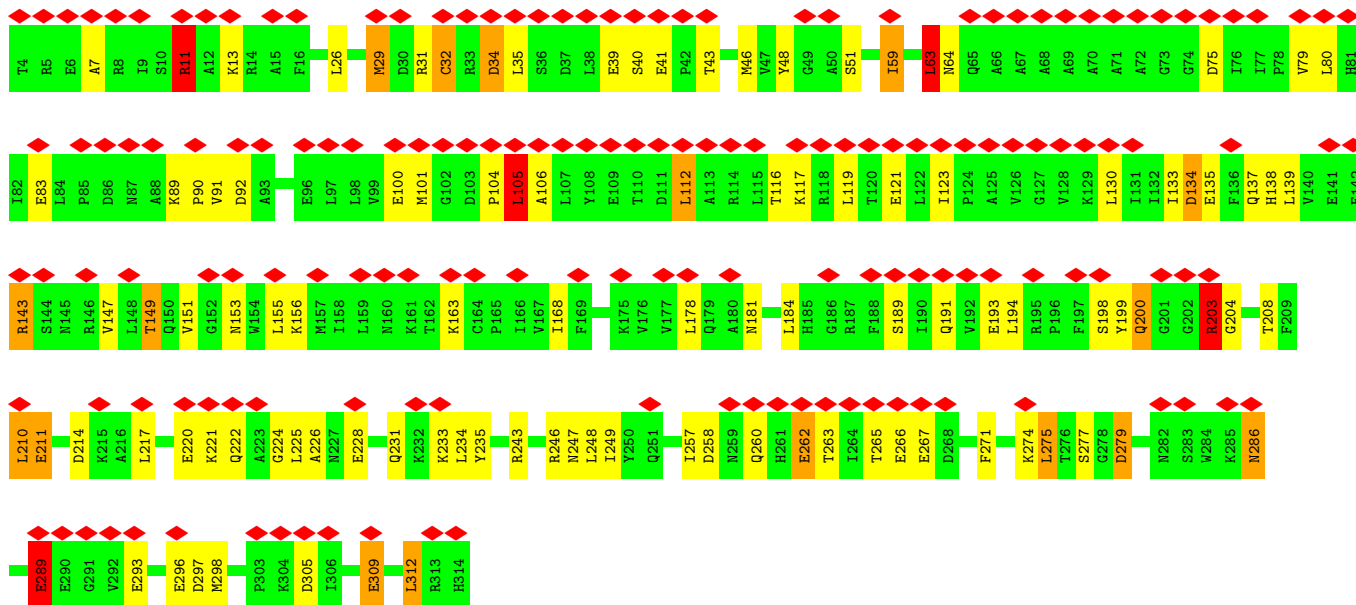 T4 R5 E6 A7 R8 I9 S10 R11 A12 K13 R14 A15 F16 L26 M29 D30 R31 C32 R33 D34 L35 S36 D37 L38 E39 S40 E41 P42 T43 M46 V47 Y48 G49 A50 S51 I59 L63 N64 Q65 A66 A67 A68 A69 A70 A71 A72 G73 G74 D75 I76 I77 P78 V79 L80 H81
I82 E83 L84 P85 D86 N87 A88 K89 P90 V91 D92 A93 E96 L97 L98 V99 E100 M101 G102 D103 P104 L105 A106 L107 Y108 E109 T110 D111 L112 A113 R114 L115 T116 K117 R118 L119 T120 E121 L122 I123 P124 A125 V126 G127 V128 K129 L130 I131 I132 I133 D134 E135 F136 Q137 H138 L139 V140 E141
R143 S144 N145 R146 V147 L148 T149 Q150 V151 G152 N153 W154 L155 K156 M157 I158 L159 N160 K161 T162 K163 C164 P165 I166 V167 I168 F169 K175 V176 V177 L178 Q179 A180 N181 L184 H185 G186 R187 F188 S189 I190 Q191 V192 E193 L194 R195 P196 F197 S198 Y199 Q200 G201 G202 R203 G204 T208 F209
L210 E211 D214 K215 A216 L217 E220 K221 Q222 A223 G224 L225 A226 N227 E228 Q231 K232 K233 L234 Y235 R243 R246 N247 L248 I249 Y250 Q251 I257 D258 N259 Q260 H261 E262 T263 I264 T265 E266 E267 D268 F271 K274 L275 T276 S277 G278 D279 N282 S283 W284 K285 N286
E289 E290 G291 V292 E293 E296 D297 M298 P303 K304 D305 I306 E309 L312 R313 H314